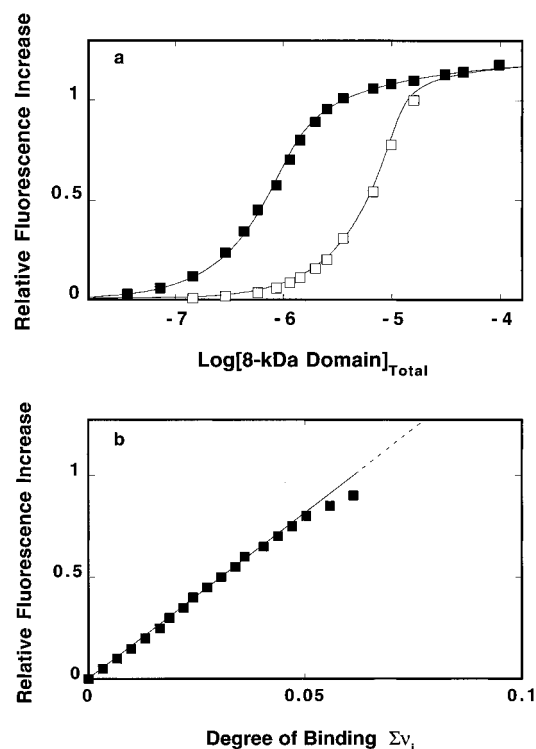 a
Relative Fluorescence Increase
1
0.5
0
-7
-6
-5
-4
Log[8-kDa Domain]Total
b
Relative Fluorescence Increase
1
0.5
0
0
0.05
0.1
Degree of Binding Σνi